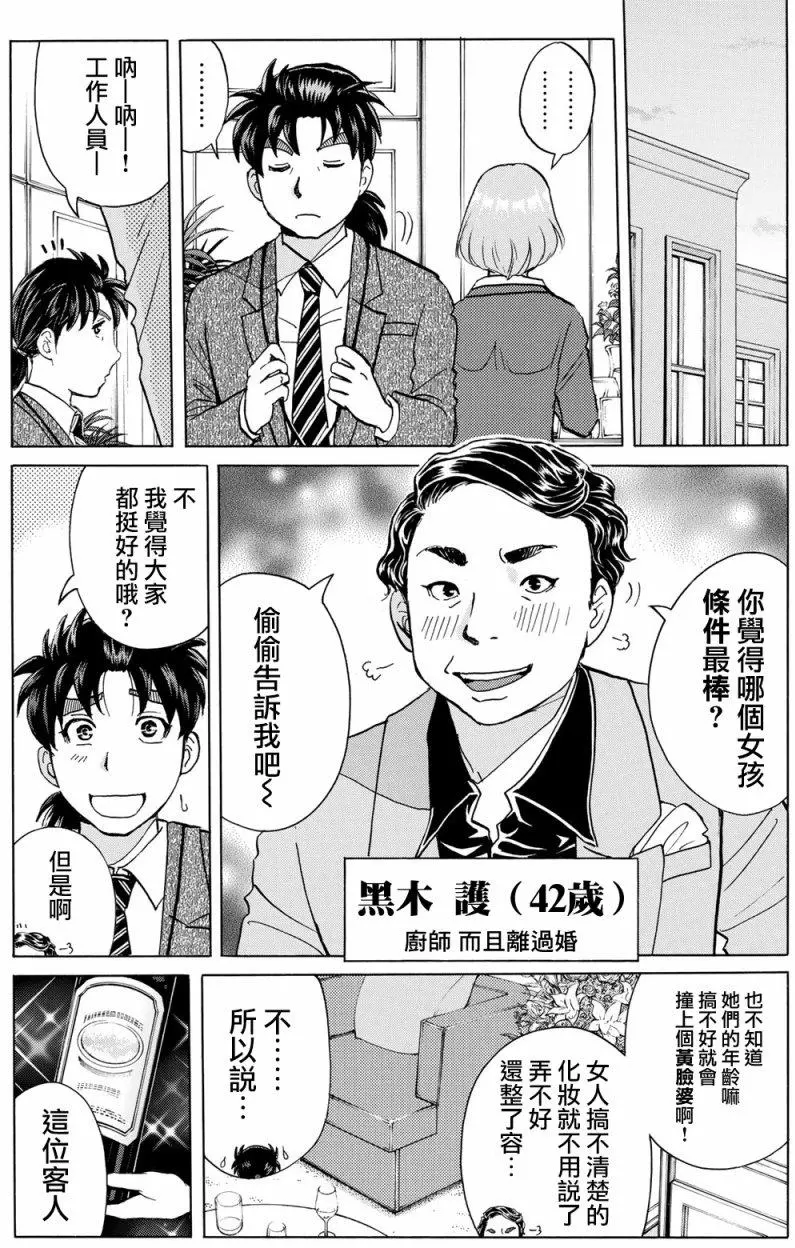 ⋯⋯
⋯⋯
吶—吶—！
工作人員—
你覺得哪個女孩
條件最棒？
偷偷告訴我吧～
黑木 護（42歲）
廚師 而且離過婚
不
我覺得大家
都挺好的哦？
但是啊
也不知道
她們的年齡嘛
搞不好就會
撞上個黃臉婆啊！
女人搞不清楚的
化妝就不用說了
弄不好
還整了容⋯
不⋯⋯
所以說⋯
這位客人